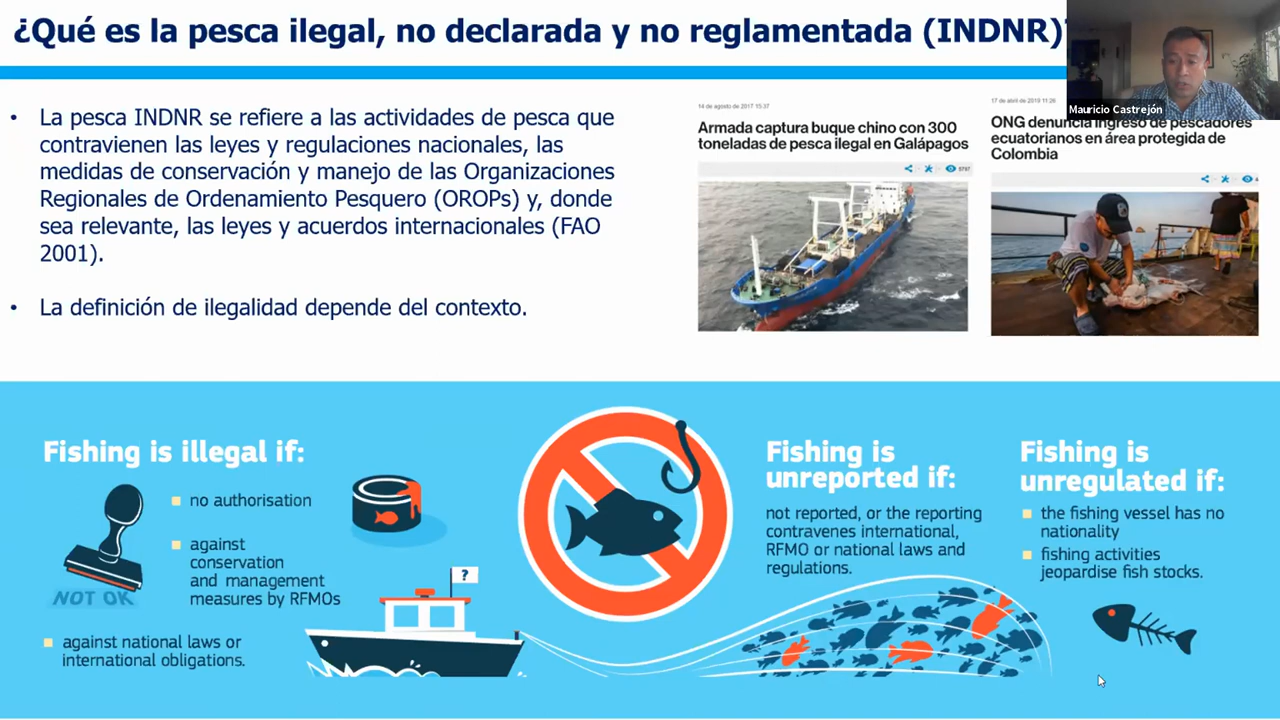 ¿Qué es la pesca ilegal, no declarada y no reglamentada (INDNR)?
Mauricio Castrejón
• La pesca INDNR se refiere a las actividades de pesca que
contravienen las leyes y regulaciones nacionales, las
medidas de conservación y manejo de las Organizaciones
Regionales de Ordenamiento Pesquero (OROPs) y, donde
sea relevante, las leyes y acuerdos internacionales (FAO
2001).
• La definición de ilegalidad depende del contexto.
14 de agosto de 2017 15:37
Armada captura buque chino con 300
toneladas de pesca ilegal en Galápagos
5797
17 de abril de 2019 11:26
ONG denuncia ingreso de pescadores
ecuatorianos en área protegida de
Colombia
Fishing is illegal if:
no authorisation
against
conservation
and management
measures by RFMOs
against national laws or
international obligations.
NOT OK
?
Fishing is
unreported if:
not reported, or the reporting
contravenes international,
RFMO or national laws and
regulations.
Fishing is
unregulated if:
the fishing vessel has no
nationality
fishing activities
jeopardise fish stocks.